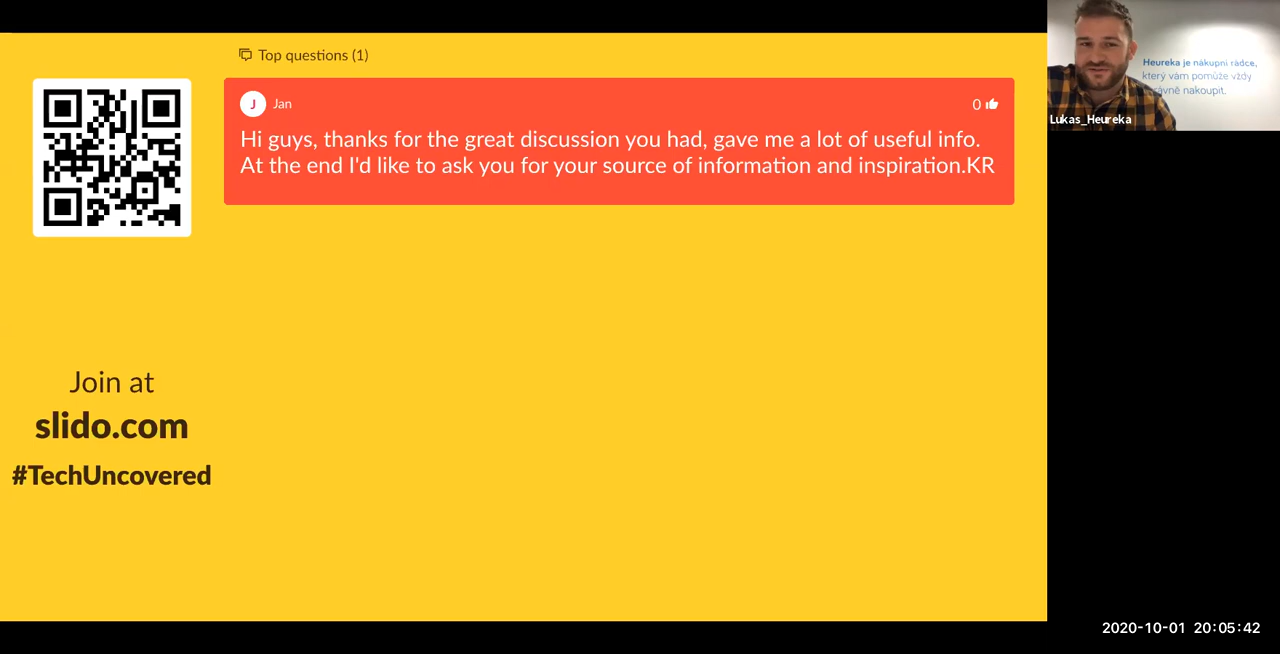 Top questions (1)
J Jan
0
Hi guys, thanks for the great discussion you had, gave me a lot of useful info.
At the end I'd like to ask you for your source of information and inspiration.KR
Join at
slido.com
#TechUncovered
Heureka je nákupní rádce,
který vám pomůže vždy
správně nakoupit.
Lukas_Heureka
2020-10-01 20:05:42